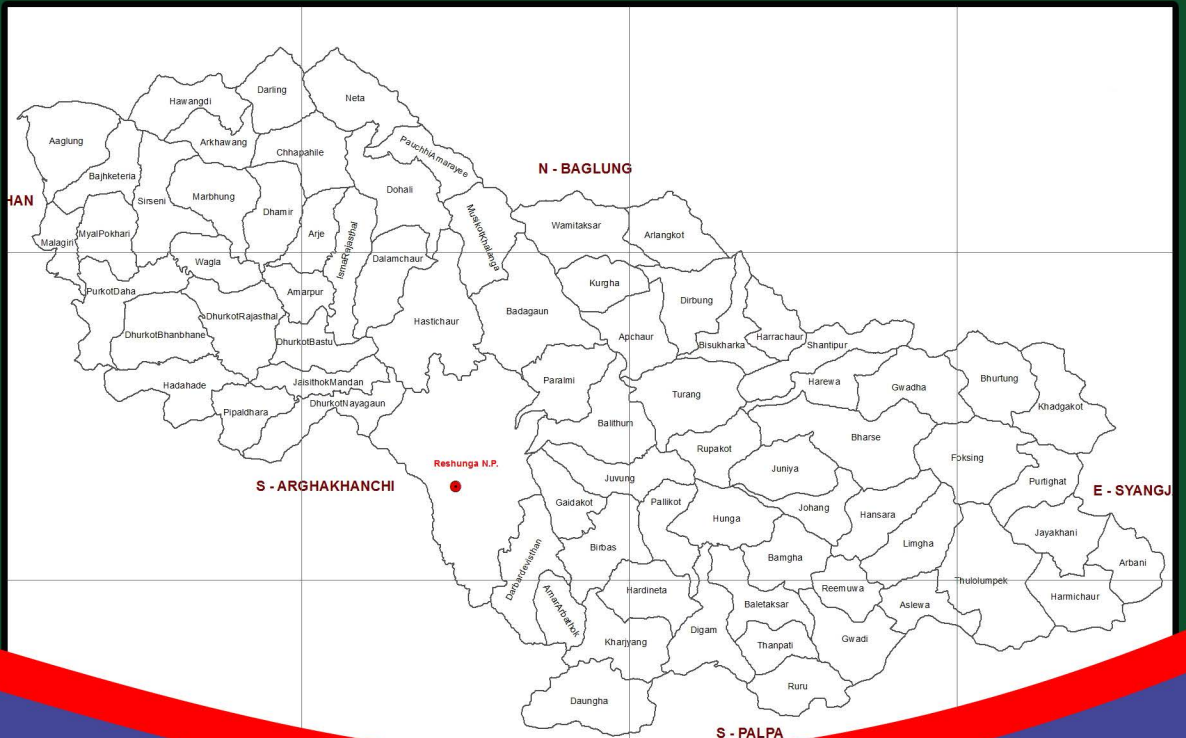 Darling
Neta
Hawangdi
Aaglung
Arkhawang
PauchhiAmarayee
Chhapahile
N - BAGLUNG
Bajhketeria
Dohali
Marbhung
HAN
Sirseni
Dhamir
MusikotKhalanga
Wamitaksar
MyalPokhari
Arje
Arlangkot
Malagiri
IsmaRajasthal
Dalamchaur
Wagla
Kurgha
PurkotDaha
Amarpur
Dirbung
Badagaun
DhurkotRajasthal
Hastichaur
DhurkotBhanbhane
Apchaur
Harrachaur
DhurkotBastu
Bisukharka
Shantipur
Paralmi
Bhurtung
Hadahade
JaisithokMandan
Harewa
Gwadha
Turang
DhurkotNayagaun
Khadgakot
Pipaldhara
Balithum
Bharse
Rupakot
Foksing
Reshunga N.P.
Juniya
Juvung
Purtighat
S - ARGHAKHANCHI
E - SYANGJ
Gaidakot
Pallikot
Johang
Hansara
Hunga
Jayakhani
Limgha
Birbas
Bamgha
Arbani
Darbardevisthan
Thulolumpek
Hardineta
Reemuwa
Harmichaur
AmarArbathok
Baletaksar
Aslewa
Digam
Gwadi
Kharjyang
Thanpati
Ruru
Daungha
S - PALPA